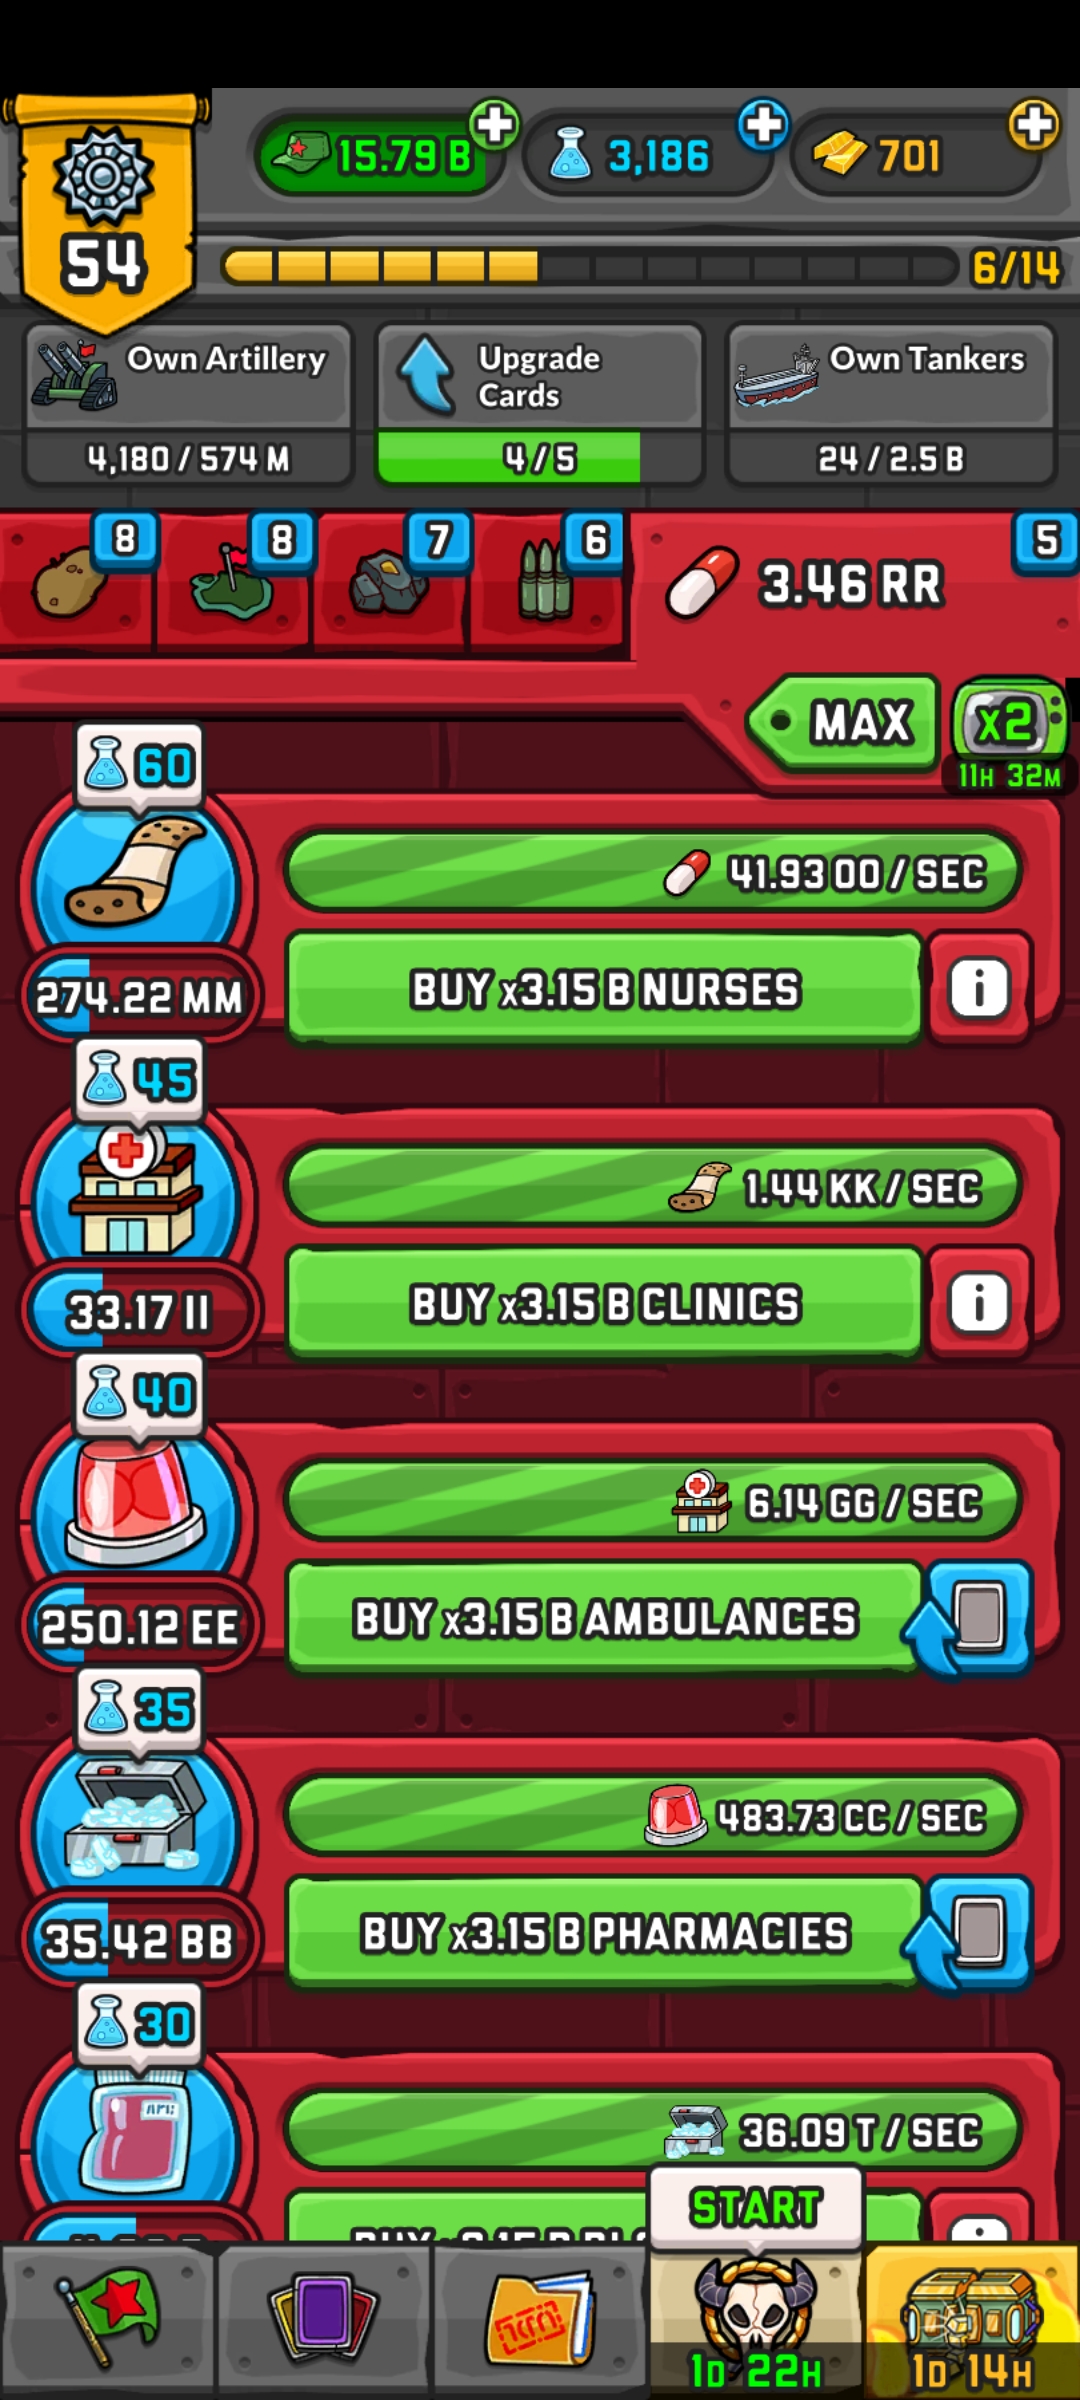 15.79 B
3,186
701
54
6/14
Own Artillery
4,180 / 574 M
Upgrade
Cards
4 / 5
Own Tankers
24 / 2.5 B
8
8
7
6
3.46 RR
5
MAX
x2
11H 32M
60
41.93 OO / SEC
274.22 MM
BUY x3.15 B NURSES
i
45
1.44 KK / SEC
33.17 II
BUY x3.15 B CLINICS
i
40
6.14 GG / SEC
250.12 EE
BUY x3.15 B AMBULANCES
35
483.73 CC / SEC
35.42 BB
BUY x3.15 B PHARMACIES
30
36.09 T / SEC
START
1D 22H
1D 14H